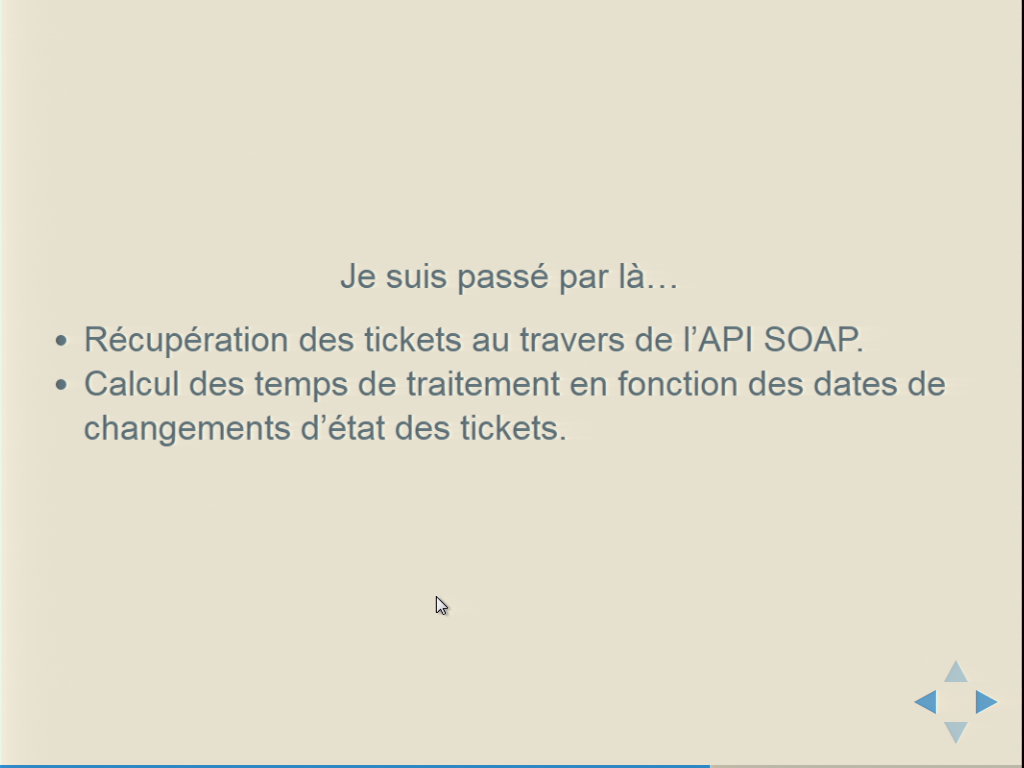 Je suis passé par là…
• Récupération des tickets au travers de l’API SOAP.
• Calcul des temps de traitement en fonction des dates de
changements d’état des tickets.